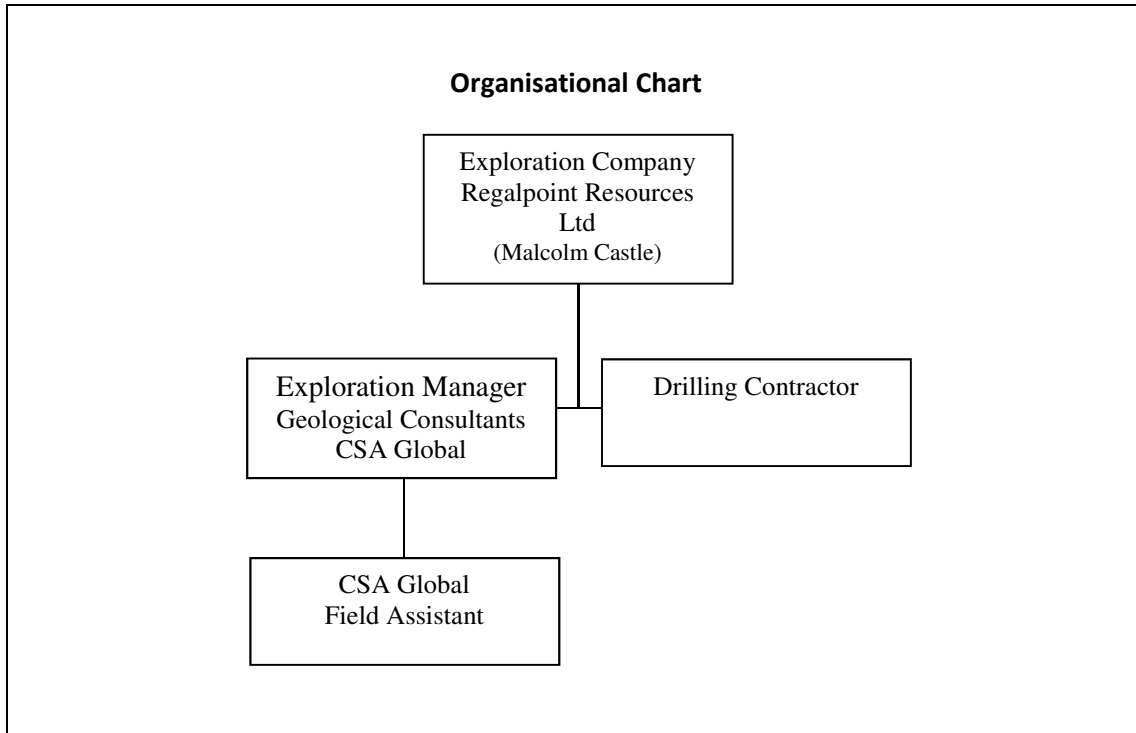 Organisational Chart
Exploration Company
Regalpoint Resources
Ltd
(Malcolm Castle)
Exploration Manager
Geological Consultants
CSA Global
Drilling Contractor
CSA Global
Field Assistant